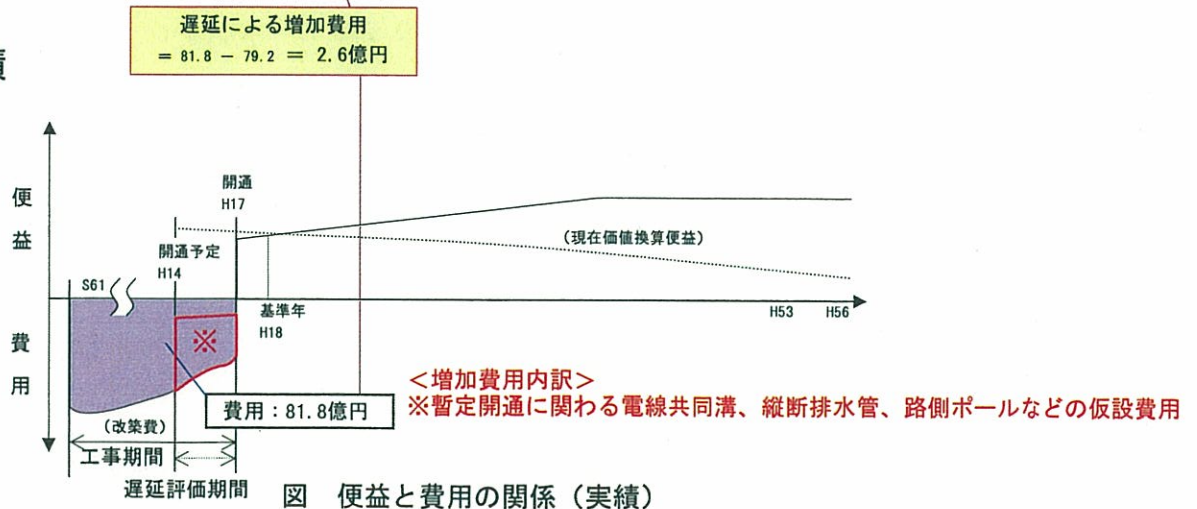 遅延による増加費用
= 81.8 − 79.2 = 2.6億円
績
便益
費用
開通
H17
開通予定
H14
S61
(現在価値換算便益)
基準年
H18
H53 H56
※
<増加費用内訳>
※暫定開通に関わる電線共同溝、縦断排水管、路側ポールなどの仮設費用
費用:81.8億円
(改築費)
工事期間
遅延評価期間
図 便益と費用の関係(実績)